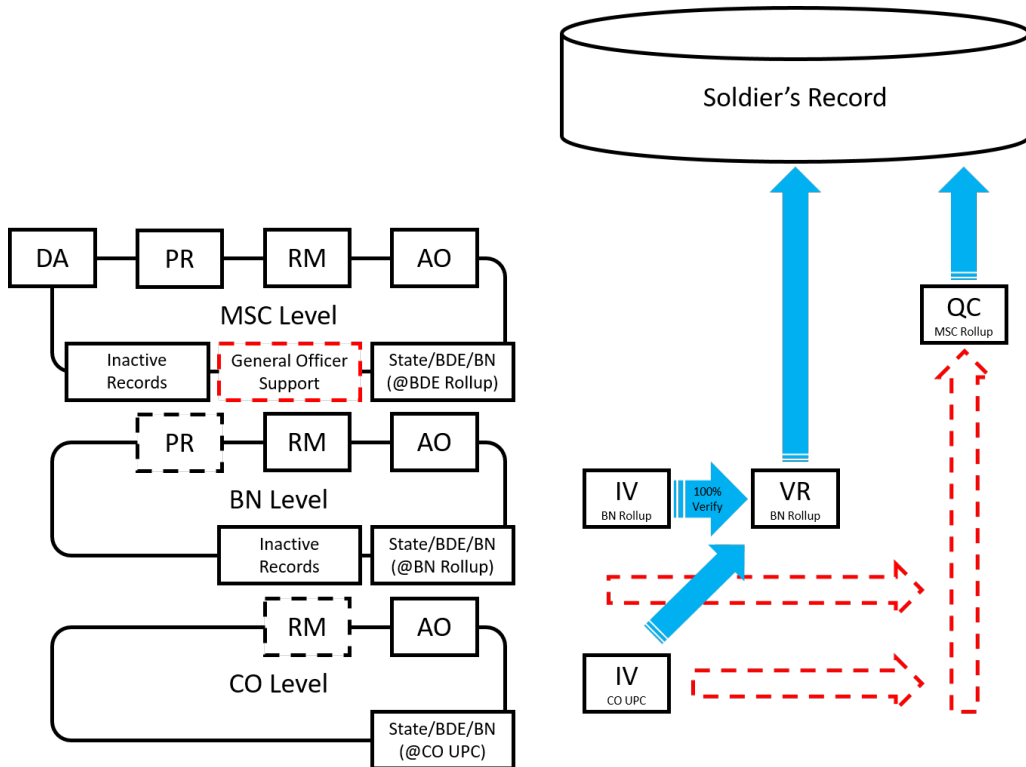 Soldier's Record
DA
PR
RM
AO
MSC Level
Inactive
Records
General Officer
Support
State/BDE/BN
(@BDE Rollup)
PR
RM
AO
BN Level
Inactive
Records
State/BDE/BN
(@BN Rollup)
RM
AO
CO Level
State/BDE/BN
(@CO UPC)
QC
MSC Rollup
IV
BN Rollup
100%
Verify
VR
BN Rollup
IV
CO UPC